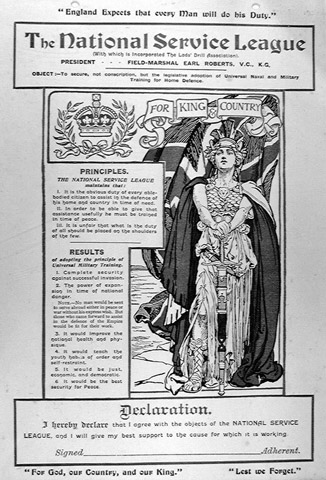 "England Expects that every Man will do his Duty."
The National Service League
(With which is Incorporated The Lads' Drill Association).
PRESIDENT - - - FIELD-MARSHAL EARL ROBERTS, V.C., K.G.
OBJECT:—To secure, not conscription, but the legislative adoption of Universal Naval and Military
Training for Home Defence.
FOR KING & COUNTRY
PRINCIPLES.
THE NATIONAL SERVICE LEAGUE
maintains that:
I. It is the obvious duty of every able-
bodied citizen to assist in the defence of
his home and country in time of need.
II. In order to be able to give that
assistance usefully he must be trained
in time of peace.
III. It is unfair that what is the duty
of all should be placed on the shoulders
of the few.
RESULTS
of adopting the principle of
Universal Military Training.
1. Complete security
against successful invasion.
2. The power of expan-
sion in time of national
danger.
NOTE.—No man would be sent
to serve abroad either in peace or
war without his express wish. But
those who came forward to assist
in the defence of the Empire
would be fit for their work.
3. It would improve the
national health and phy-
sique.
4. It would teach the
youth habits of order and
self-restraint.
5. It would be just,
economic, and democratic.
6. It would be the best
security for Peace.
Declaration.
I hereby declare that I agree with the objects of the NATIONAL SERVICE
LEAGUE, and I will give my best support to the cause for which it is working.
Signed Adherent.
"For God, our Country, and our King." "Lest we Forget."